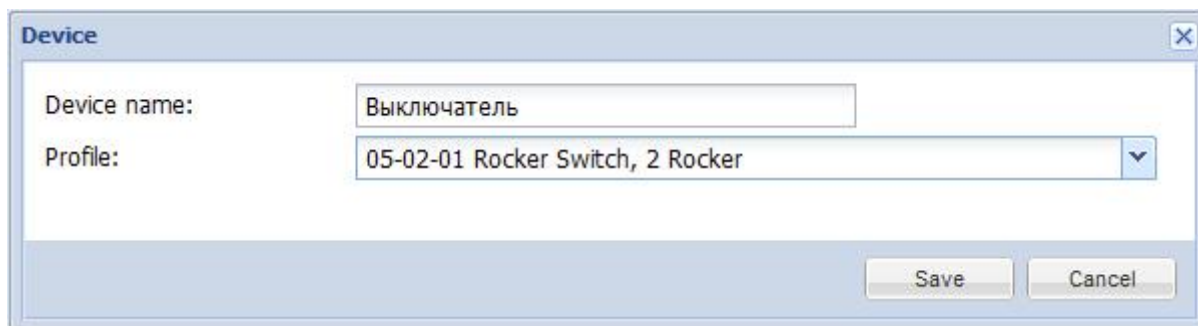 Device
Device name: Выключатель
Profile: 05-02-01 Rocker Switch, 2 Rocker
Save Cancel